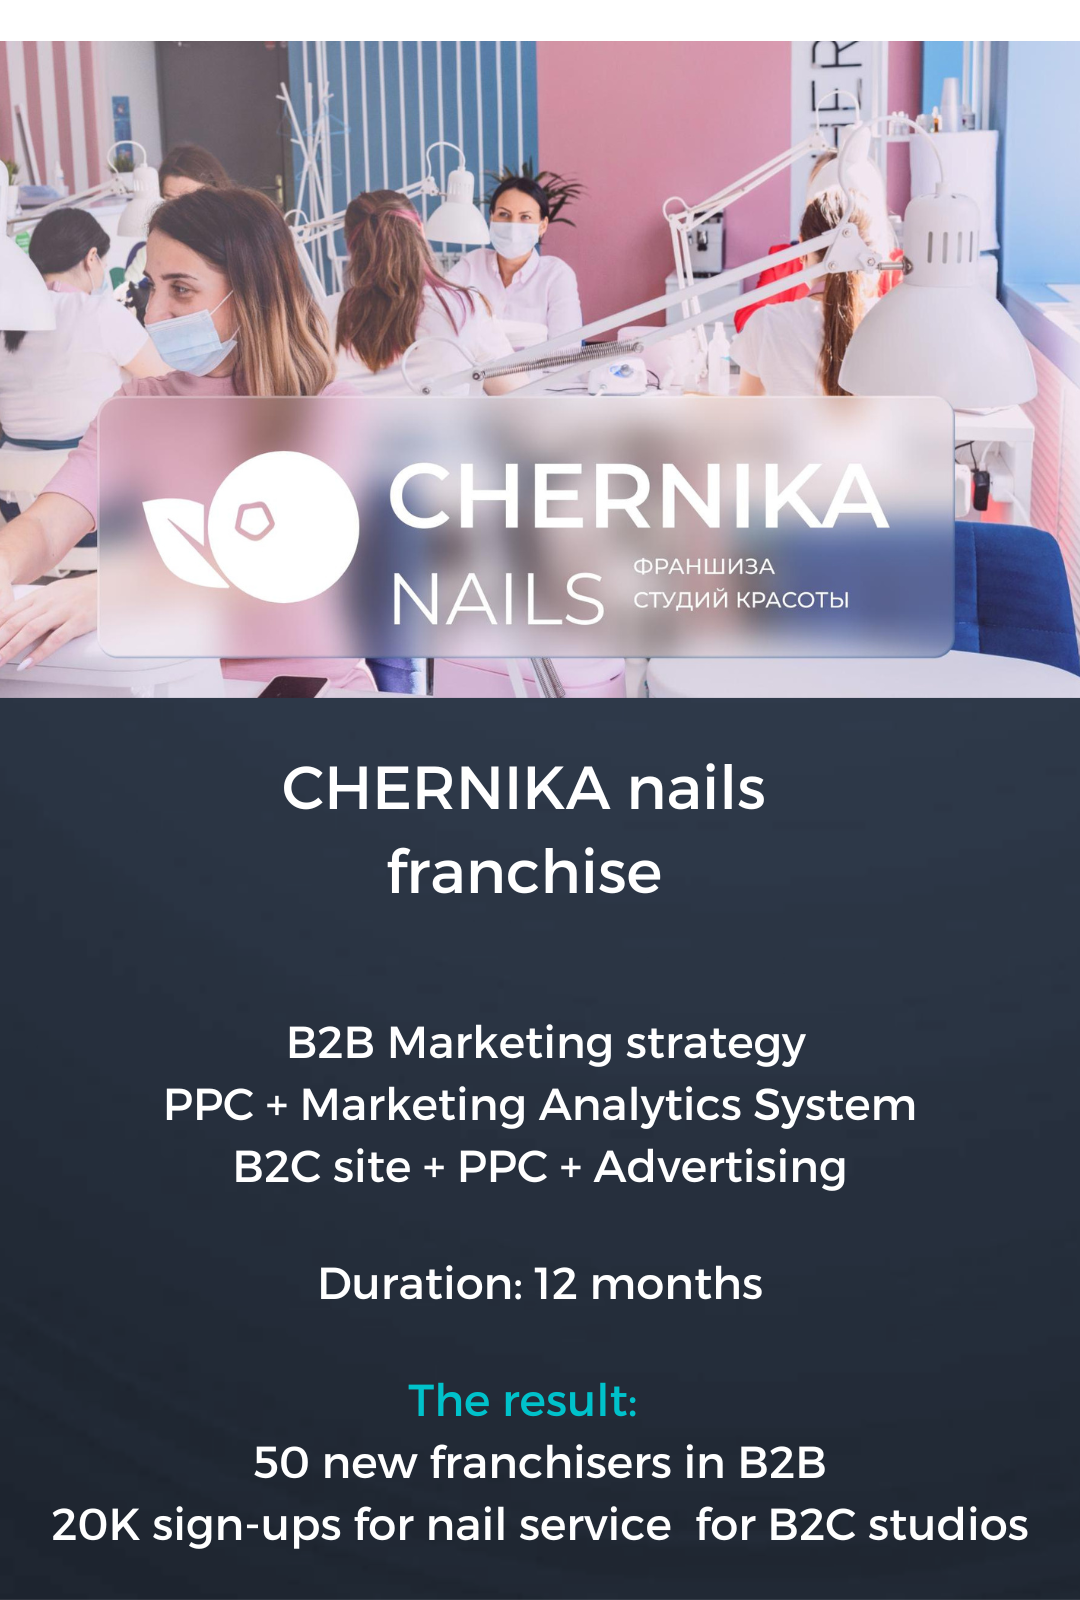 HER
CHERNIKA
NAILS
ФРАНШИЗА
СТУДИЙ КРАСОТЫ
CHERNIKA nails
franchise
B2B Marketing strategy
PPC + Marketing Analytics System
B2C site + PPC + Advertising
Duration: 12 months
The result:
50 new franchisers in B2B
20K sign-ups for nail service for B2C studios